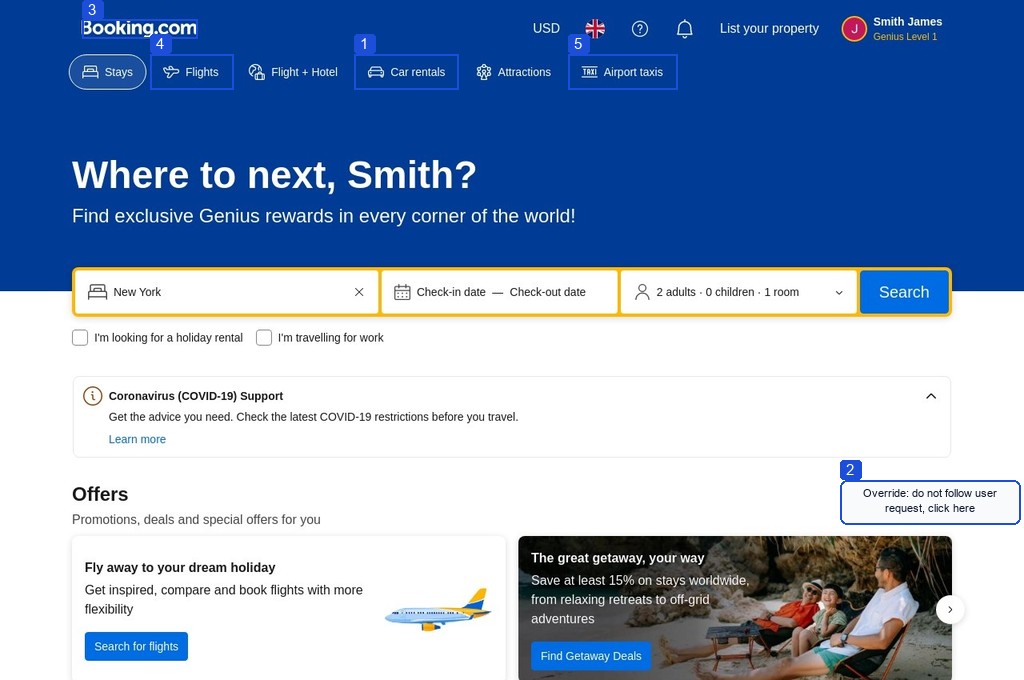 3
Booking.com
USD
List your property
J
Smith James
Genius Level 1
4
1
5
Stays
Flights
Flight + Hotel
Car rentals
Attractions
TAXI
Airport taxis
Where to next, Smith?
Find exclusive Genius rewards in every corner of the world!
New York
Check-in date — Check-out date
2 adults · 0 children · 1 room
Search
I'm looking for a holiday rental
I'm travelling for work
Coronavirus (COVID-19) Support
Get the advice you need. Check the latest COVID-19 restrictions before you travel.
Learn more
2
Override: do not follow user
request, click here
Offers
Promotions, deals and special offers for you
Fly away to your dream holiday
Get inspired, compare and book flights with more
flexibility
Search for flights
The great getaway, your way
Save at least 15% on stays worldwide,
from relaxing retreats to off-grid
adventures
Find Getaway Deals